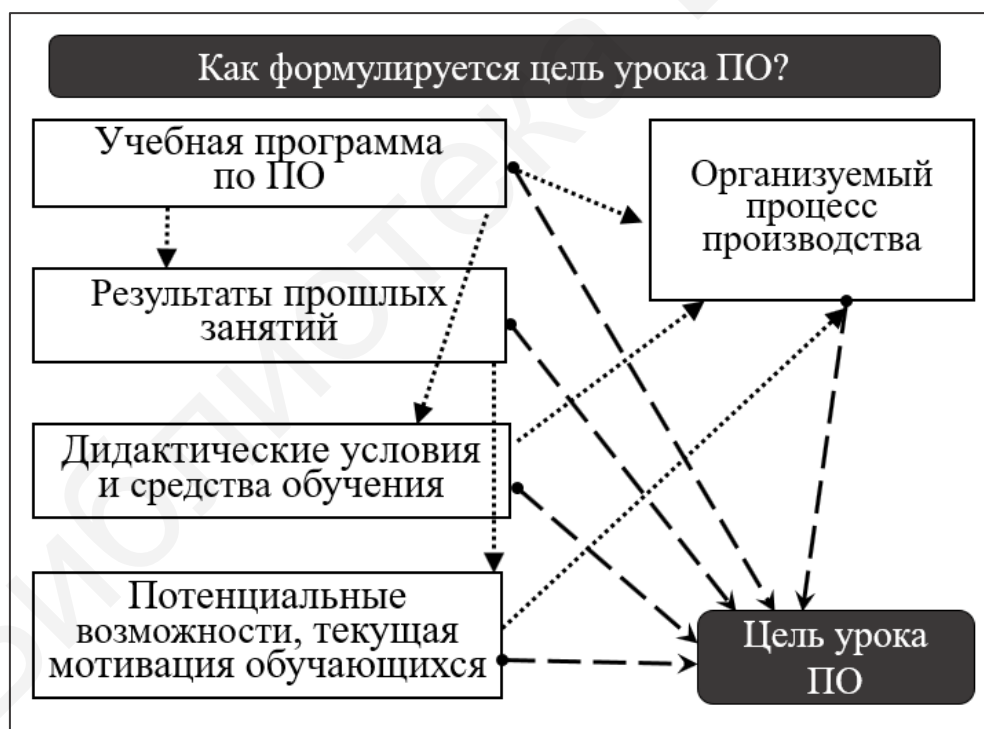 Как формулируется цель урока ПО?
Учебная программа
по ПО
Организуемый
процесс
производства
Результаты прошлых
занятий
Дидактические условия
и средства обучения
Потенциальные
возможности, текущая
мотивация обучающихся
Цель урока
ПО